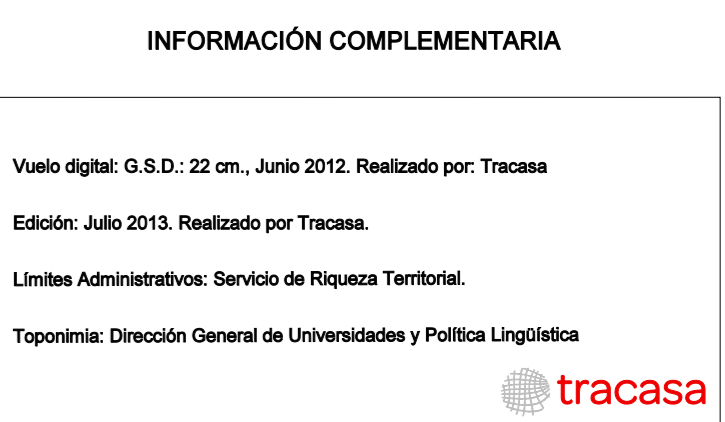 INFORMACIÓN COMPLEMENTARIA
Vuelo digital: G.S.D.: 22 cm., Junio 2012. Realizado por: Tracasa
Edición: Julio 2013. Realizado por Tracasa.
Límites Administrativos: Servicio de Riqueza Territorial.
Toponimia: Dirección General de Universidades y Política Lingüística
tracasa